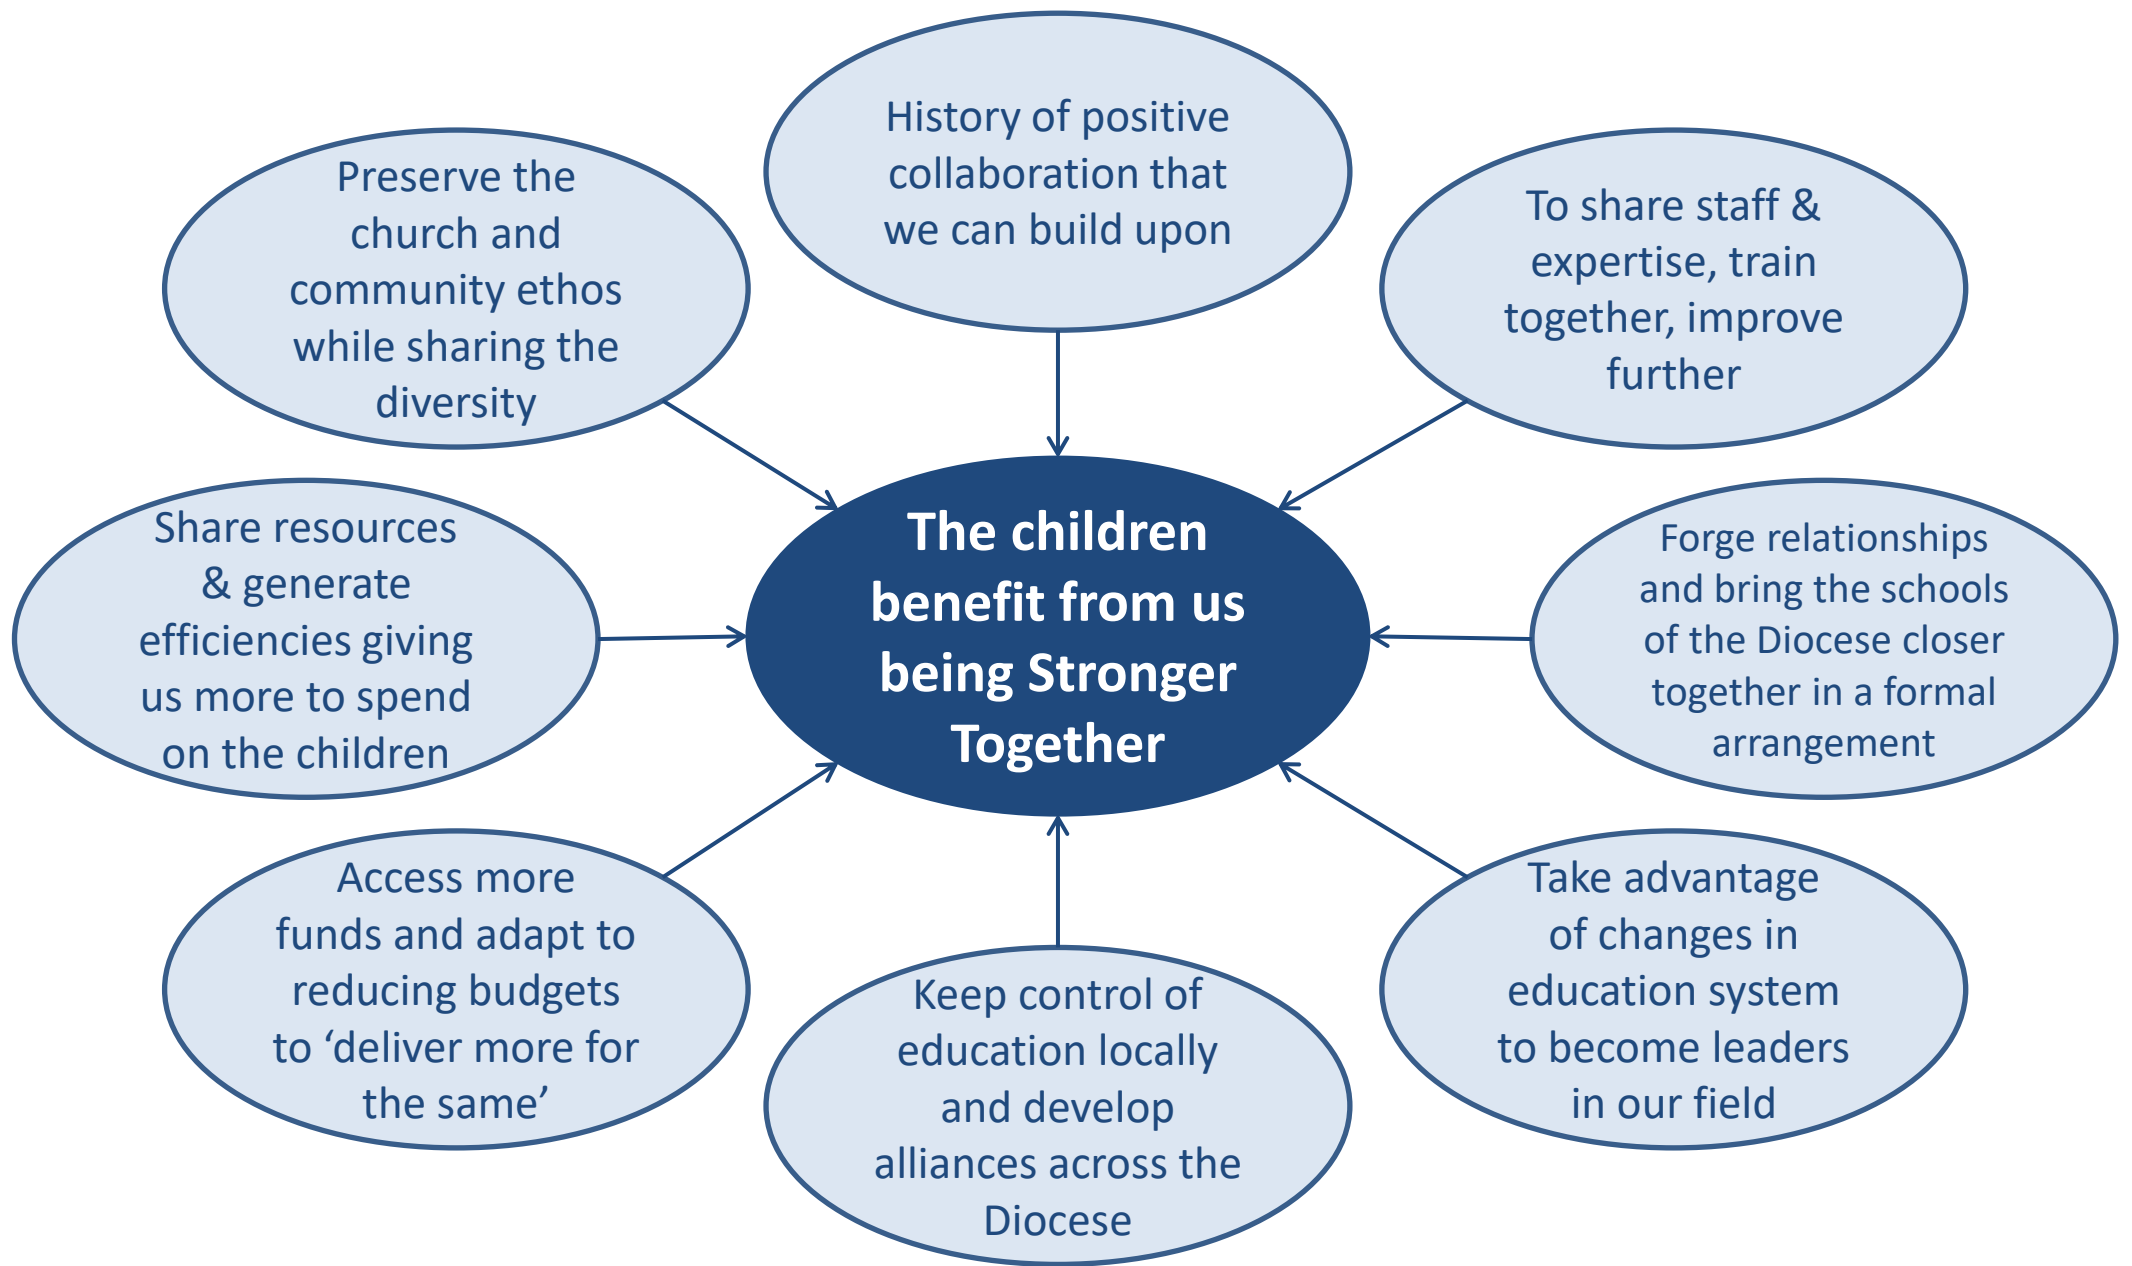 History of positive
collaboration that
we can build upon
To share staff &
expertise, train
together, improve
further
Forge relationships
and bring the schools
of the Diocese closer
together in a formal
arrangement
Take advantage
of changes in
education system
to become leaders
in our field
Keep control of
education locally
and develop
alliances across the
Diocese
Access more
funds and adapt to
reducing budgets
to ‘deliver more for
the same’
Share resources
& generate
efficiencies giving
us more to spend
on the children
Preserve the
church and
community ethos
while sharing the
diversity
The children
benefit from us
being Stronger
Together